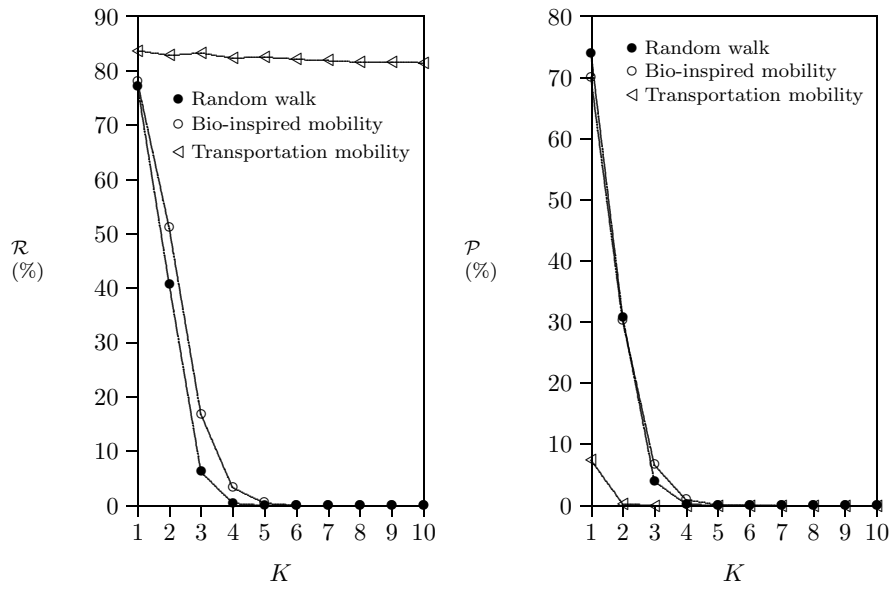 90
80
70
60
50
40
30
20
10
0
ℛ
(%)
● Random walk
○ Bio-inspired mobility
◁ Transportation mobility
1 2 3 4 5 6 7 8 9 10
K
80
70
60
50
40
30
20
10
0
𝒫
(%)
● Random walk
○ Bio-inspired mobility
◁ Transportation mobility
1 2 3 4 5 6 7 8 9 10
K